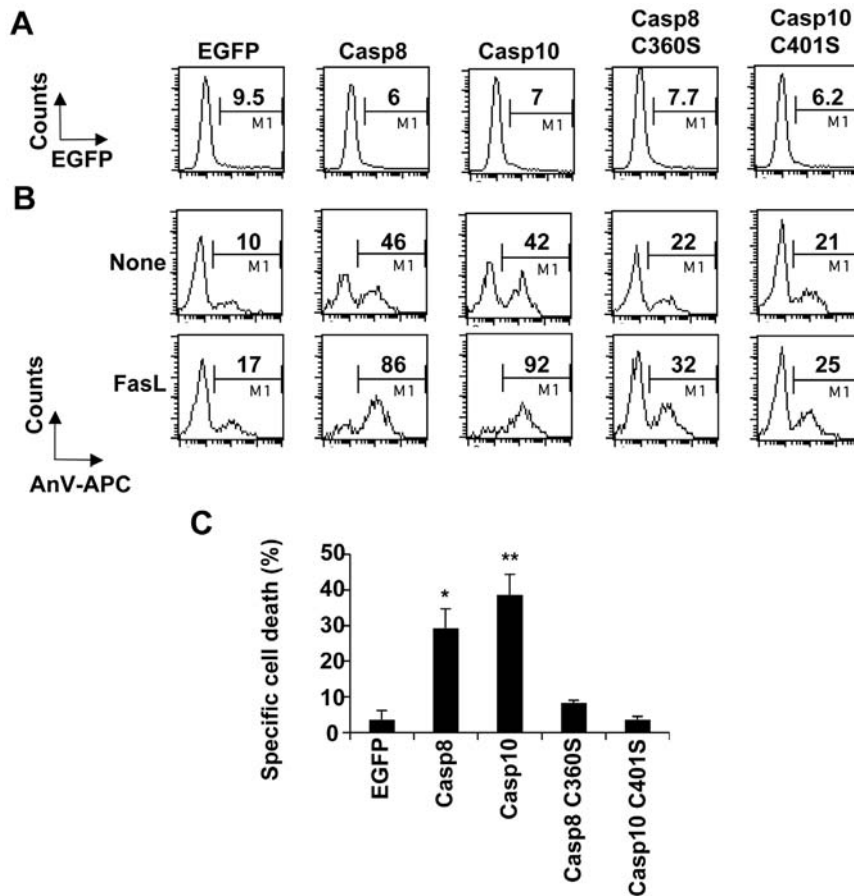 A
EGFP Casp8 Casp10 Casp8 C360S Casp10 C401S
Counts
EGFP
9.5 6 7 7.7 6.2
M1 M1 M1 M1 M1
B
None
10 46 42 22 21
M1 M1 M1 M1 M1
FasL
17 86 92 32 25
M1 M1 M1 M1 M1
Counts
AnV-APC
C
Specific cell death (%)
50
40
30
20
10
0
* **
EGFP
Casp8
Casp10
Casp8 C360S
Casp10 C401S